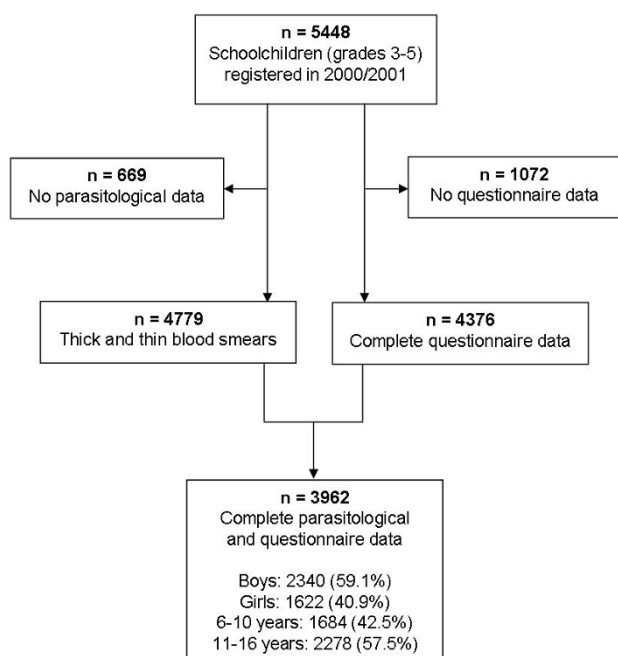 n = 5448
Schoolchildren (grades 3-5)
registered in 2000/2001
n = 669
No parasitological data
n = 1072
No questionnaire data
n = 4779
Thick and thin blood smears
n = 4376
Complete questionnaire data
n = 3962
Complete parasitological
and questionnaire data
Boys: 2340 (59.1%)
Girls: 1622 (40.9%)
6-10 years: 1684 (42.5%)
11-16 years: 2278 (57.5%)